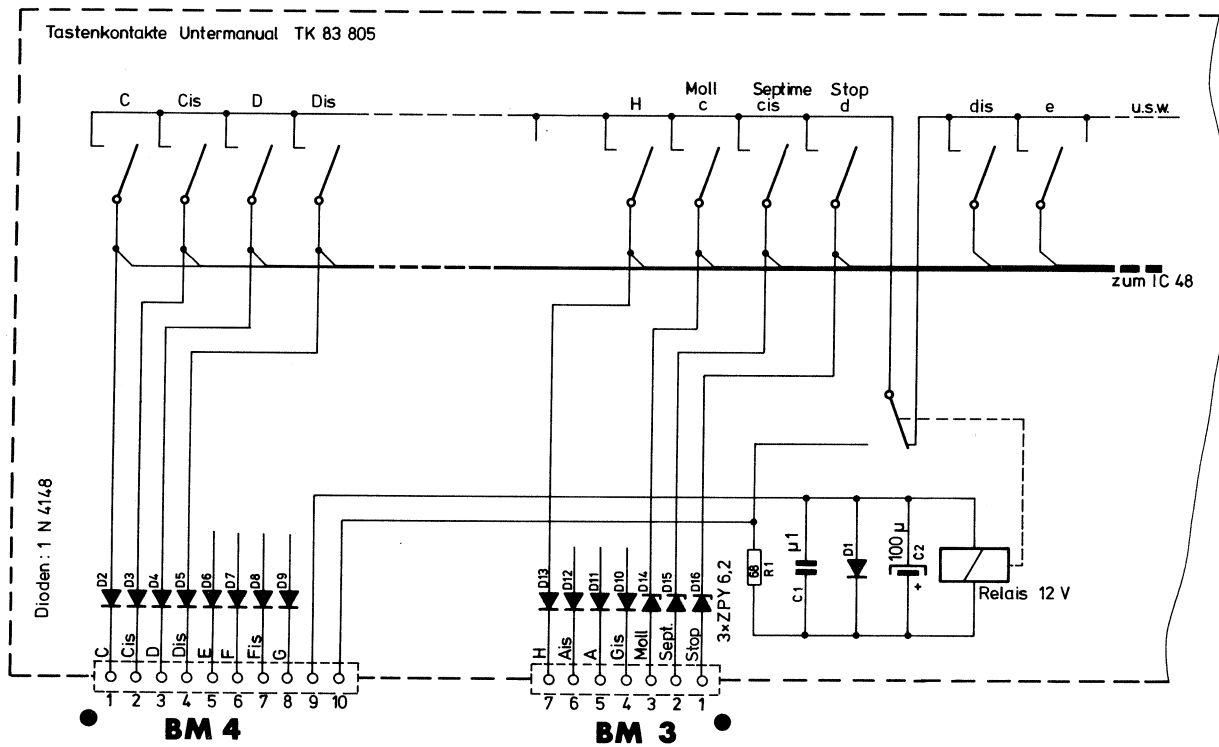 Tastenkontakte Untermanual TK 83 805
C Cis D Dis H Moll c Septime cis Stop d dis e u.s.w.
zum IC 48
Dioden: 1 N 4148
D2 D3 D4 D5 D6 D7 D8 D9
D13 D12 D11 D10 D14 D15 D16
3xZPY 6,2
68 R1
µ1 C1
D1
100 µ C2
+
Relais 12 V
C Cis D Dis E F Fis G
H Ais A Gis Moll Sept. Stop
1 2 3 4 5 6 7 8 9 10
7 6 5 4 3 2 1
BM 4
BM 3